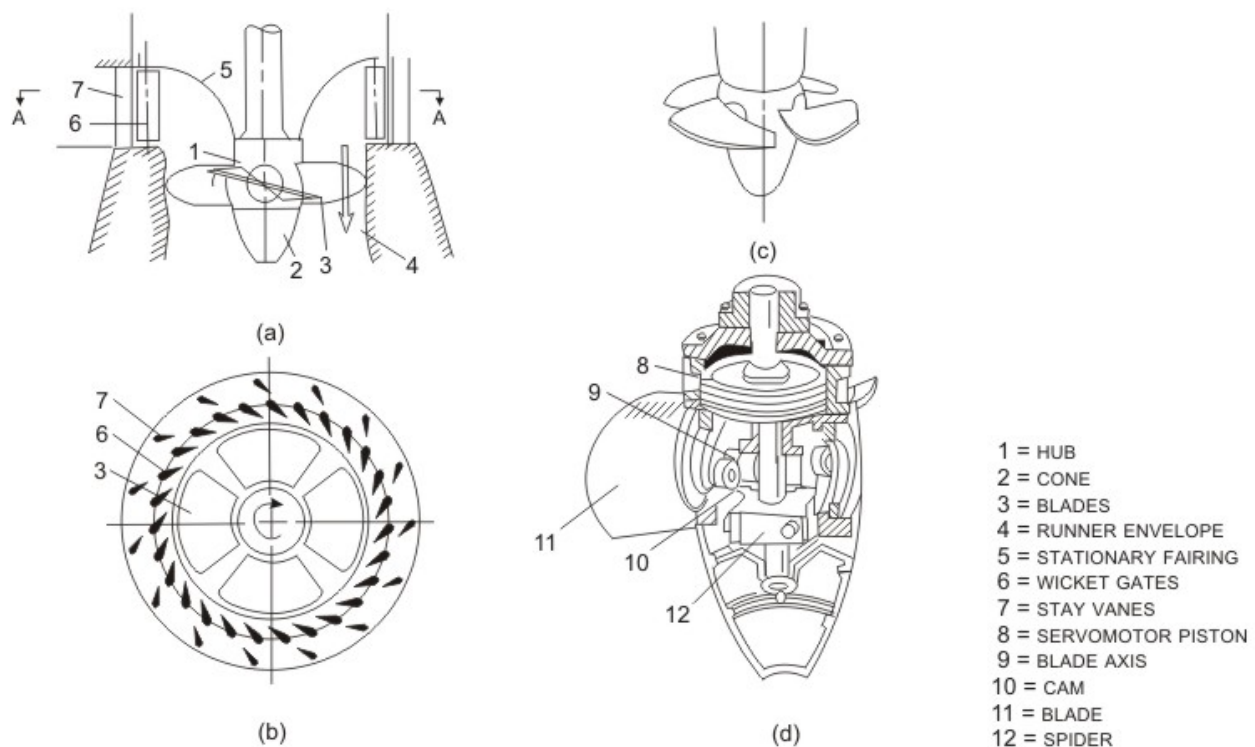 5
7
A
A
6
1
2
3
4
(a)
(c)
7
6
3
(b)
8
9
11
10
12
(d)
1 = HUB
2 = CONE
3 = BLADES
4 = RUNNER ENVELOPE
5 = STATIONARY FAIRING
6 = WICKET GATES
7 = STAY VANES
8 = SERVOMOTOR PISTON
9 = BLADE AXIS
10 = CAM
11 = BLADE
12 = SPIDER